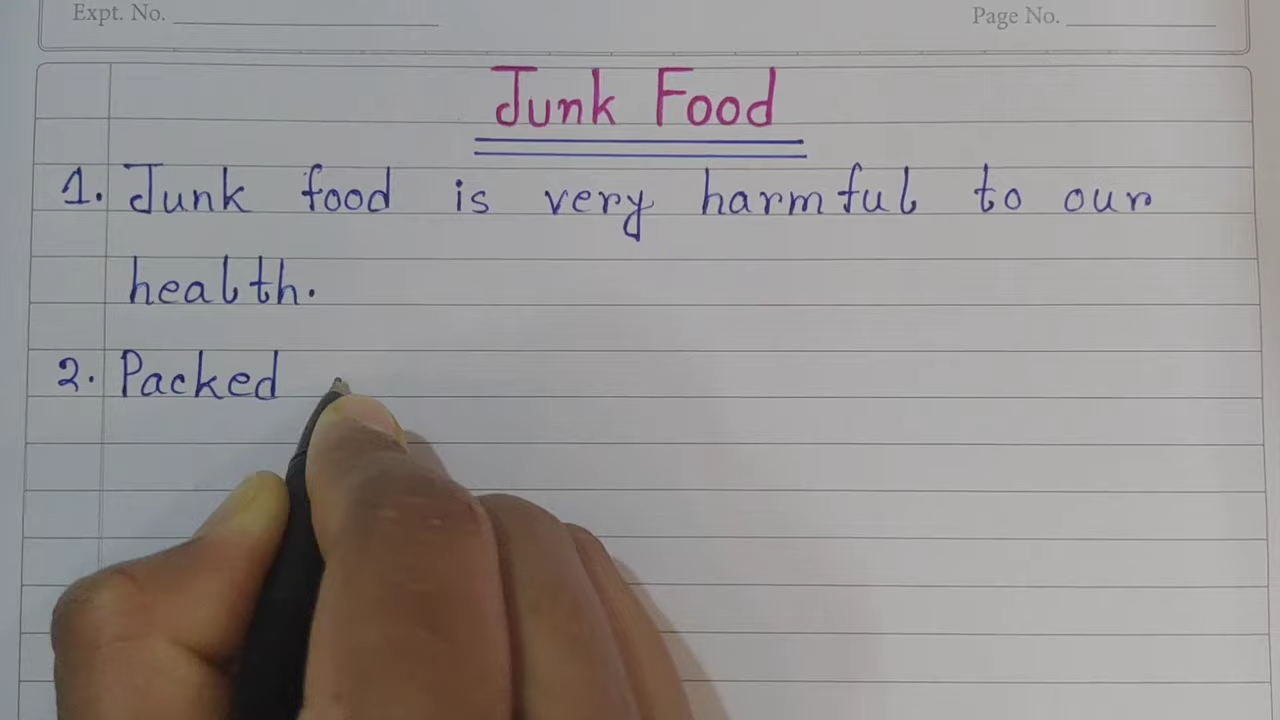 Expt. No.
Page No.
Junk Food
1. Junk food is very harmful to our
health.
2. Packed